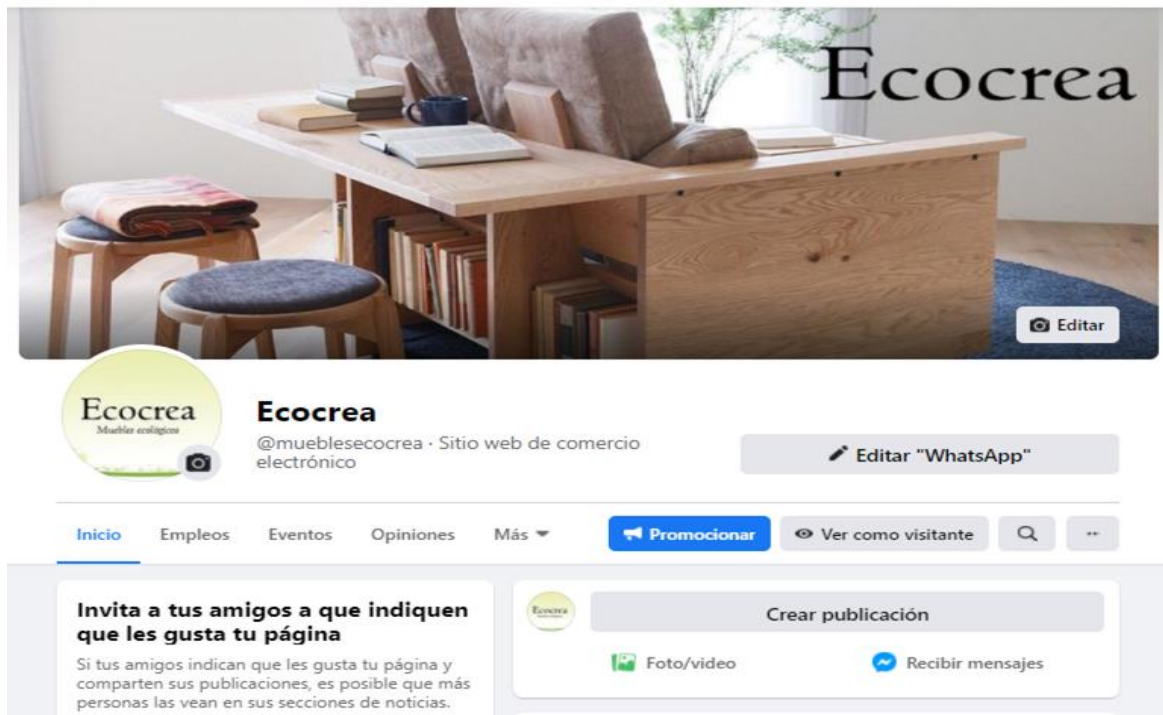 Ecocrea
Editar
Ecocrea
Muebles ecológicos
Ecocrea
@mueblesecocrea · Sitio web de comercio
electrónico
Editar "WhatsApp"
Inicio
Empleos
Eventos
Opiniones
Más
Promocionar
Ver como visitante
Invita a tus amigos a que indiquen
que les gusta tu página
Si tus amigos indican que les gusta tu página y
comparten sus publicaciones, es posible que más
personas las vean en sus secciones de noticias.
Ecocrea
Crear publicación
Foto/video
Recibir mensajes